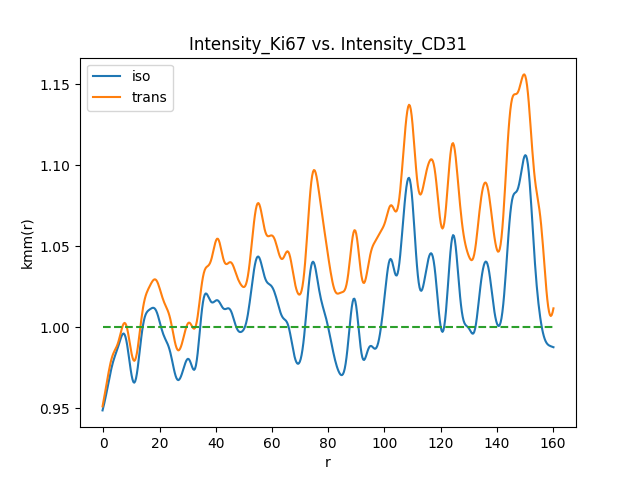 Intensity_Ki67 vs. Intensity_CD31
iso
trans
1.15
1.10
1.05
1.00
0.95
kmm(r)
0 20 40 60 80 100 120 140 160
r